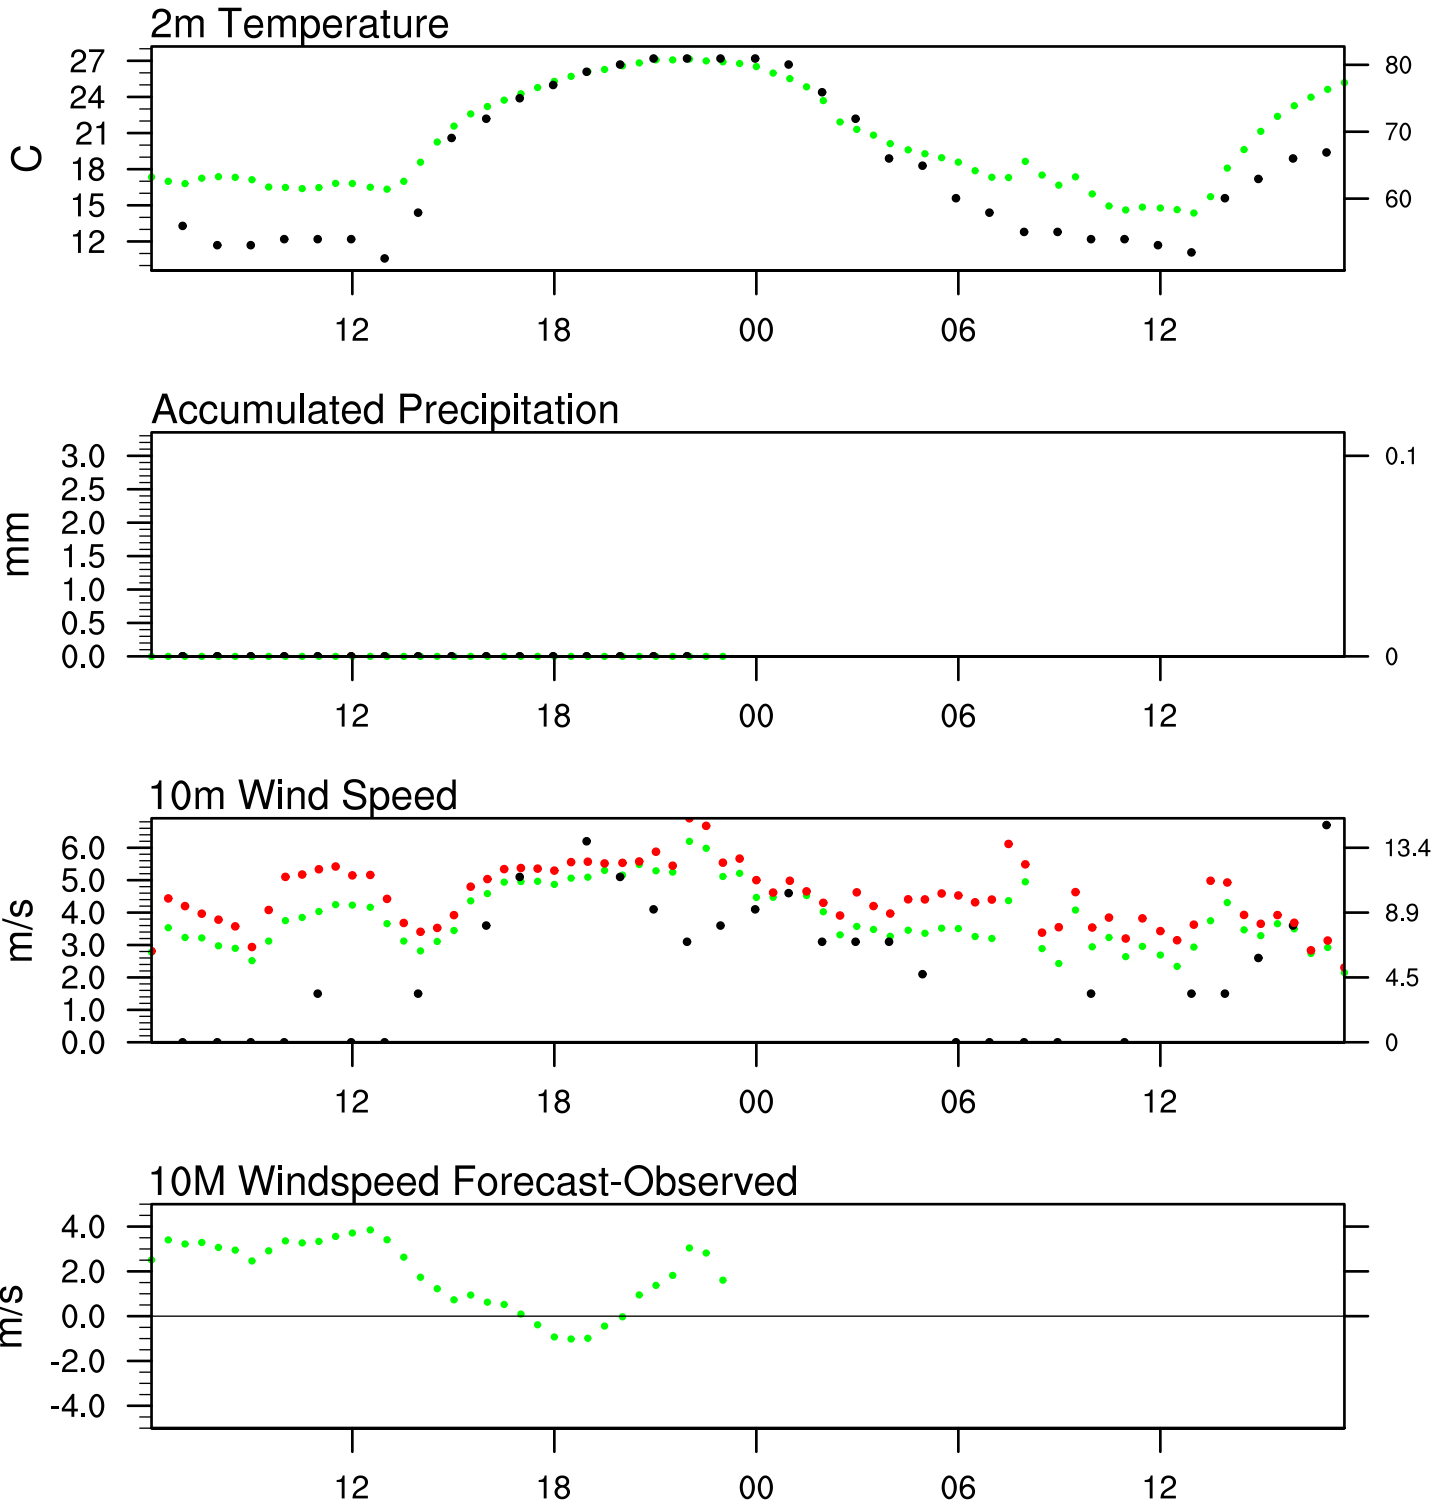 2m Temperature
27
24
21
18
15
12
C
80
70
60
12 18 00 06 12
Accumulated Precipitation
3.0
2.5
2.0
1.5
1.0
0.5
0.0
mm
0.1
0
12 18 00 06 12
10m Wind Speed
6.0
5.0
4.0
3.0
2.0
1.0
0.0
m/s
13.4
8.9
4.5
0
12 18 00 06 12
10M Windspeed Forecast-Observed
4.0
2.0
0.0
-2.0
-4.0
m/s
12 18 00 06 12